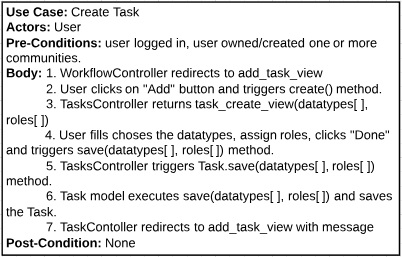 Use Case: Create Task
Actors: User
Pre-Conditions: user logged in, user owned/created one or more
communities.
Body: 1. WorkflowController redirects to add_task_view
2. User clicks on "Add" button and triggers create() method.
3. TasksController returns task_create_view(datatypes[ ],
roles[ ])
4. User fills choses the datatypes, assign roles, clicks "Done"
and triggers save(datatypes[ ], roles[ ]) method.
5. TasksController triggers Task.save(datatypes[ ], roles[ ])
method.
6. Task model executes save(datatypes[ ], roles[ ]) and saves
the Task.
7. TaskContoller redirects to add_task_view with message
Post-Condition: None